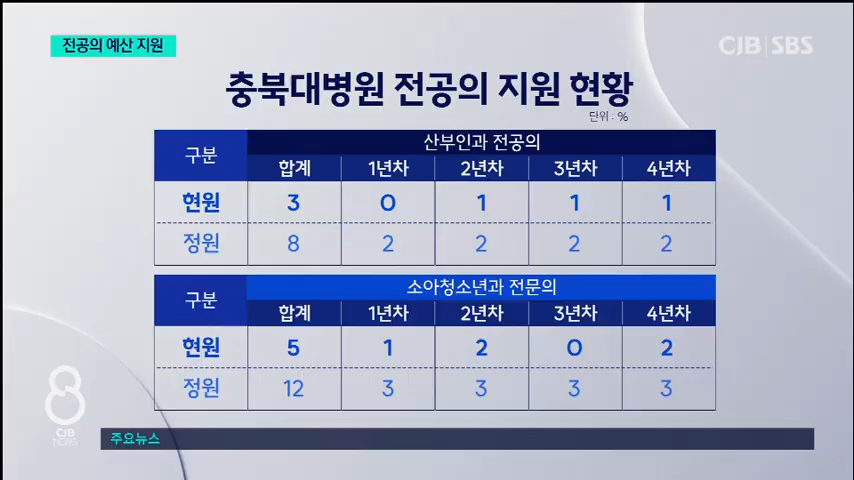 전공의 예산 지원
CJB SBS
충북대병원 전공의 지원 현황
단위 : %
구분 산부인과 전공의
합계 1년차 2년차 3년차 4년차
현원 3 0 1 1 1
정원 8 2 2 2 2
구분 소아청소년과 전문의
합계 1년차 2년차 3년차 4년차
현원 5 1 2 0 2
정원 12 3 3 3 3
8
CJB
NEWS
주요뉴스